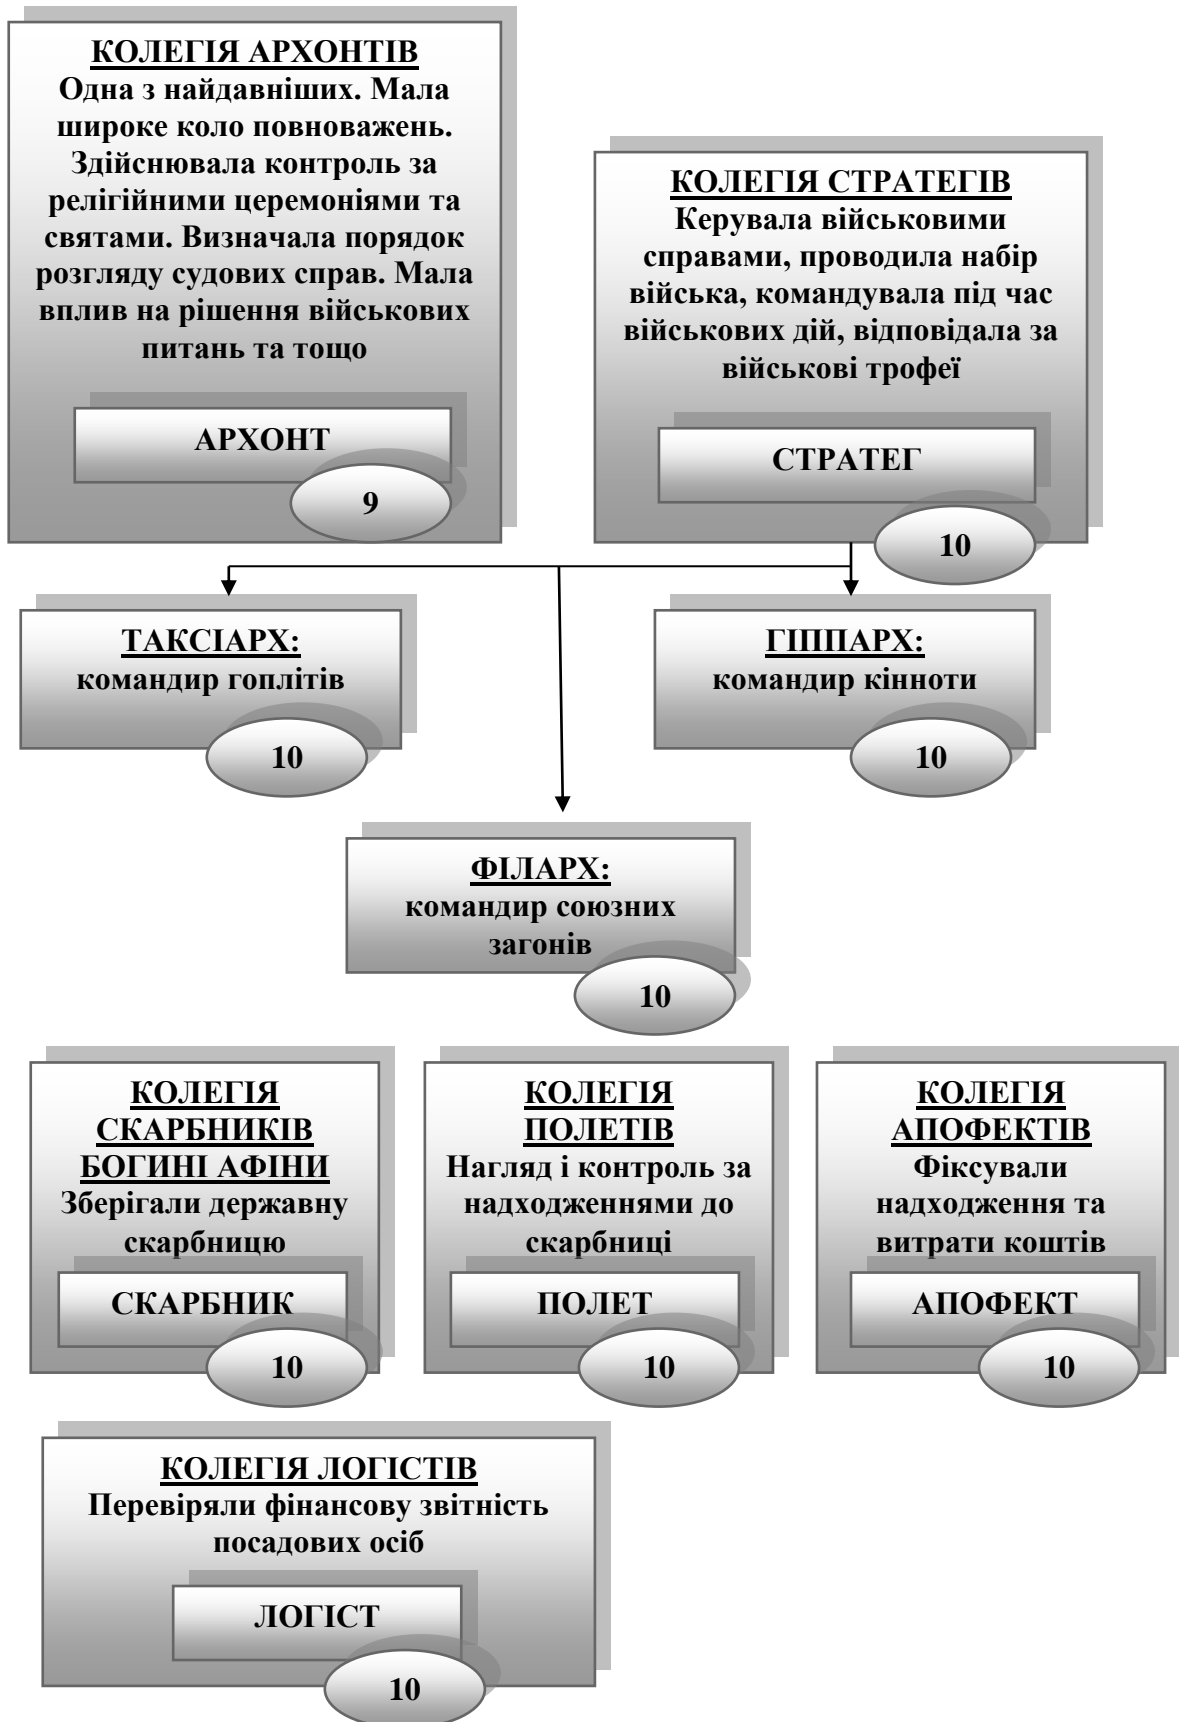 КОЛЕГІЯ АРХОНТІВ
Одна з найдавніших. Мала
широке коло повноважень.
Здійснювала контроль за
релігійними церемоніями та
святами. Визначала порядок
розгляду судових справ. Мала
вплив на рішення військових
питань та тощо
АРХОНТ
9
КОЛЕГІЯ СТРАТЕГІВ
Керувала військовими
справами, проводила набір
війська, командувала під час
військових дій, відповідала за
військові трофеї
СТРАТЕГ
10
ТАКСІАРХ:
командир гоплітів
10
ГІППАРХ:
командир кінноти
10
ФІЛАРХ:
командир союзних
загонів
10
КОЛЕГІЯ
СКАРБНИКІВ
БОГИНІ АФІНИ
Зберігали державну
скарбницю
СКАРБНИК
10
КОЛЕГІЯ
ПОЛЕТІВ
Нагляд і контроль за
надходженнями до
скарбниці
ПОЛЕТ
10
КОЛЕГІЯ
АПОФЕКТІВ
Фіксували
надходження та
витрати коштів
АПОФЕКТ
10
КОЛЕГІЯ ЛОГІСТІВ
Перевіряли фінансову звітність
посадових осіб
ЛОГІСТ
10